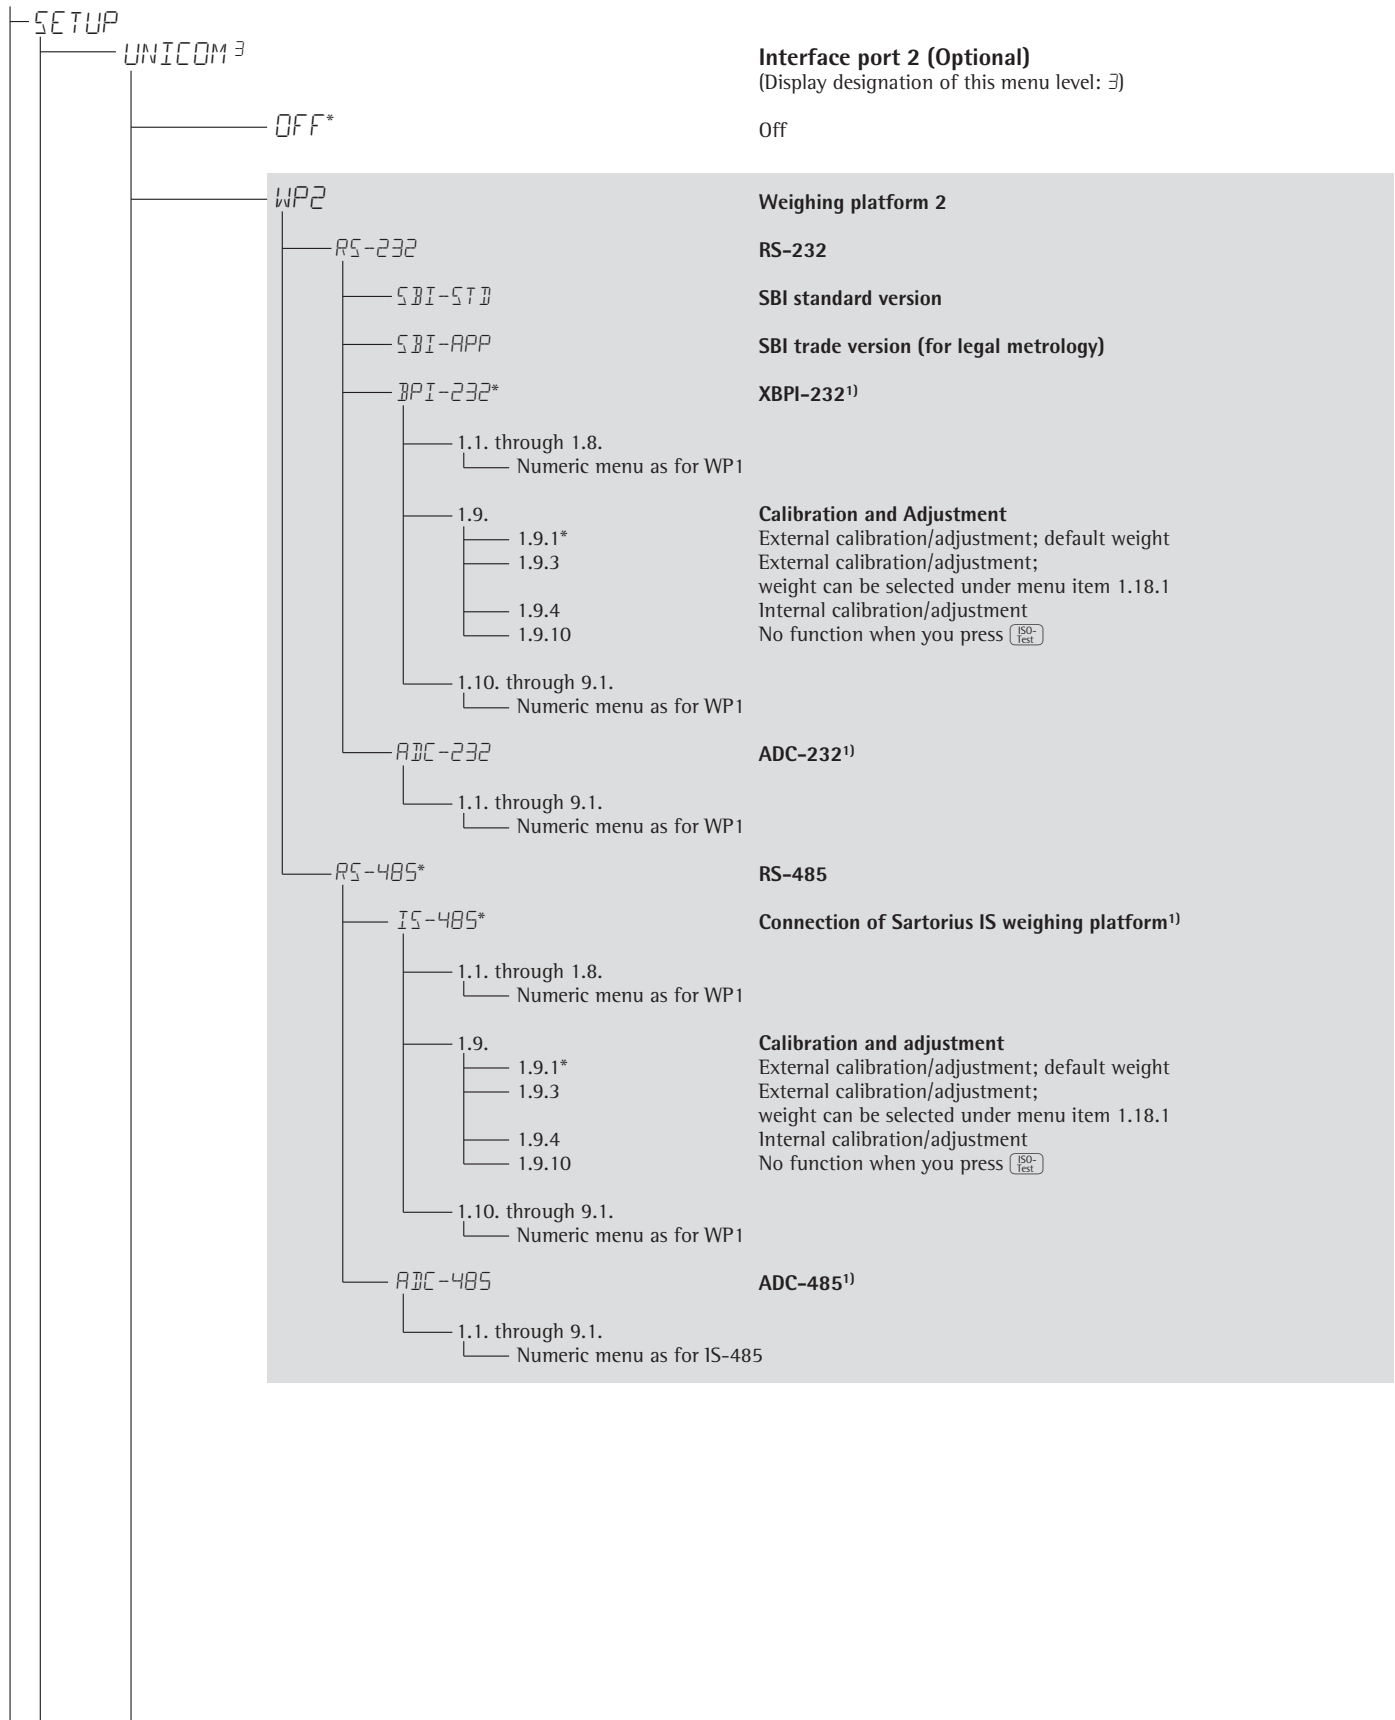 SETUP
UNICOM 3
Interface port 2 (Optional)
(Display designation of this menu level: 3)
OFF* Off
WP2 Weighing platform 2
RS-232 RS-232
SBI-STD SBI standard version
SBI-APP SBI trade version (for legal metrology)
BPI-232* XBPI-232¹⁾
1.1. through 1.8.
Numeric menu as for WP1
1.9. Calibration and Adjustment
1.9.1* External calibration/adjustment; default weight
1.9.3 External calibration/adjustment;
weight can be selected under menu item 1.18.1
1.9.4 Internal calibration/adjustment
1.9.10 No function when you press ISO-Test
1.10. through 9.1.
Numeric menu as for WP1
ADC-232 ADC-232¹⁾
1.1. through 9.1.
Numeric menu as for WP1
RS-485* RS-485
IS-485* Connection of Sartorius IS weighing platform¹⁾
1.1. through 1.8.
Numeric menu as for WP1
1.9. Calibration and adjustment
1.9.1* External calibration/adjustment; default weight
1.9.3 External calibration/adjustment;
weight can be selected under menu item 1.18.1
1.9.4 Internal calibration/adjustment
1.9.10 No function when you press ISO-Test
1.10. through 9.1.
Numeric menu as for WP1
ADC-485 ADC-485¹⁾
1.1. through 9.1.
Numeric menu as for IS-485